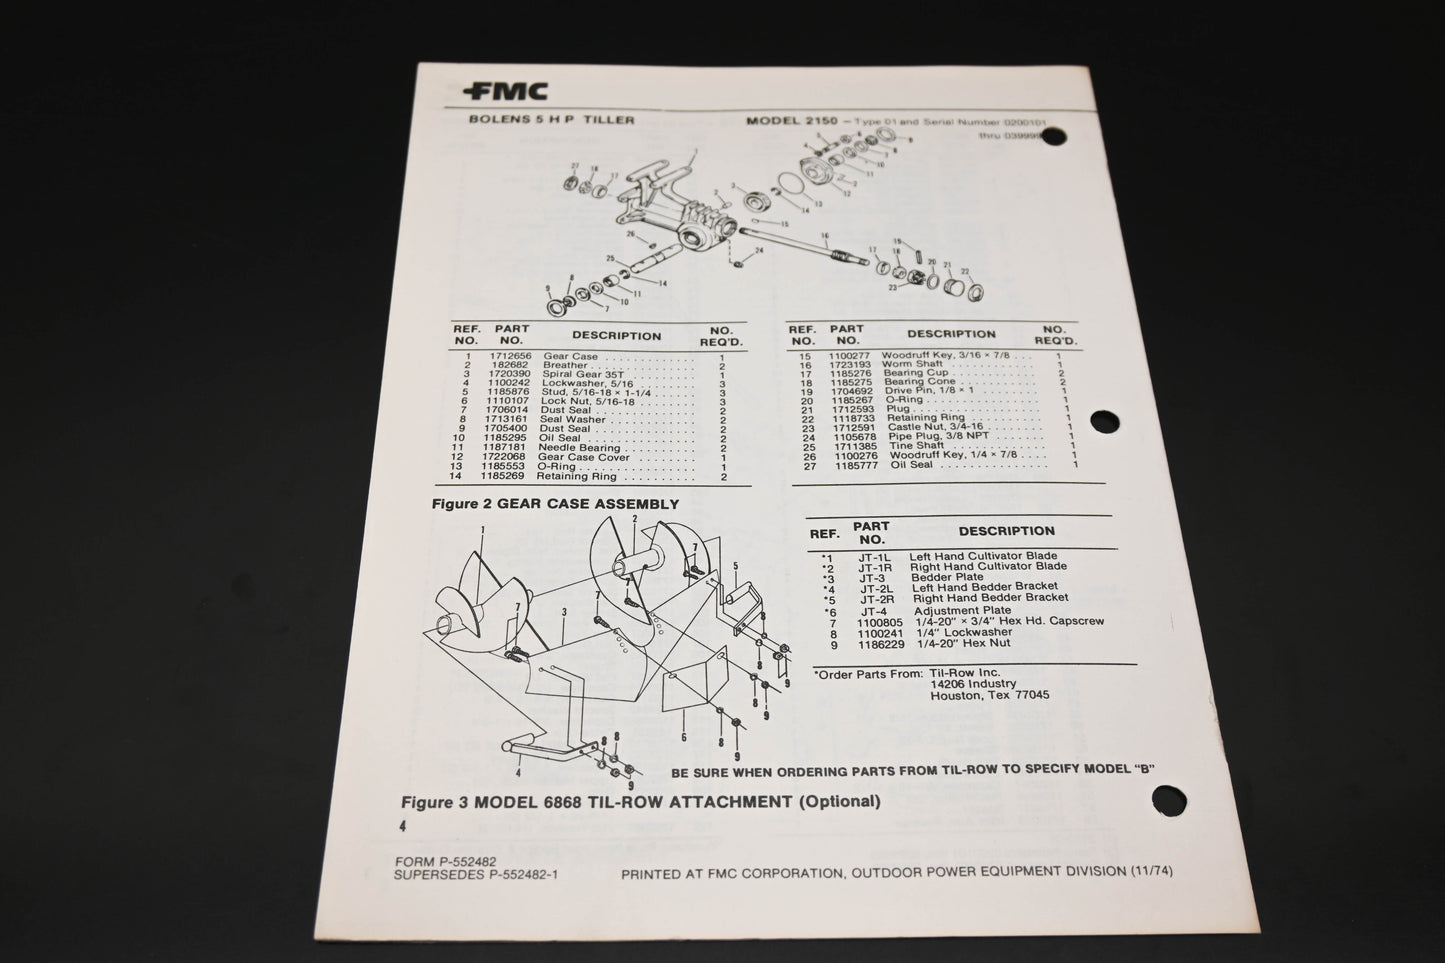 FMC
BOLENS 5 H P TILLER
MODEL 2150 – Type 01 and Serial Number 0200101
thru 039999
REF. NO. PART NO. DESCRIPTION NO. REQ'D.
1 1712656 Gear Case . . . . . . . . . . . . 1
2 182682 Breather . . . . . . . . . . . . . 2
3 1720390 Spiral Gear 35T . . . . . . . . . 1
4 1100242 Lockwasher, 5/16 . . . . . . . . 3
5 1185876 Stud, 5/16-18 × 1-1/4 . . . . . 3
6 1110107 Lock Nut, 5/16-18 . . . . . . . . 3
7 1706014 Dust Seal . . . . . . . . . . . . . 2
8 1713161 Seal Washer . . . . . . . . . . . 2
9 1705400 Dust Seal . . . . . . . . . . . . . 2
10 1185295 Oil Seal . . . . . . . . . . . . . . 2
11 1187181 Needle Bearing . . . . . . . . . 2
12 1722068 Gear Case Cover . . . . . . . . 1
13 1185553 O-Ring . . . . . . . . . . . . . . . 1
14 1185269 Retaining Ring . . . . . . . . . . 2
REF. NO. PART NO. DESCRIPTION NO. REQ'D.
15 1100277 Woodruff Key, 3/16 × 7/8 . . . 1
16 1723193 Worm Shaft . . . . . . . . . . . . 1
17 1185276 Bearing Cup . . . . . . . . . . . . 2
18 1185275 Bearing Cone . . . . . . . . . . . 2
19 1704692 Drive Pin, 1/8 × 1 . . . . . . . . 1
20 1185267 O-Ring . . . . . . . . . . . . . . . 1
21 1712593 Plug . . . . . . . . . . . . . . . . . 1
22 1118733 Retaining Ring . . . . . . . . . . 1
23 1712591 Castle Nut, 3/4-16 . . . . . . . . 1
24 1105678 Pipe Plug, 3/8 NPT . . . . . . . 1
25 1711385 Tine Shaft . . . . . . . . . . . . . 1
26 1100276 Woodruff Key, 1/4 × 7/8 . . . . 1
27 1185777 Oil Seal . . . . . . . . . . . . . . . 1
Figure 2 GEAR CASE ASSEMBLY
REF. PART NO. DESCRIPTION
*1 JT-1L Left Hand Cultivator Blade
*2 JT-1R Right Hand Cultivator Blade
*3 JT-3 Bedder Plate
*4 JT-2L Left Hand Bedder Bracket
*5 JT-2R Right Hand Bedder Bracket
*6 JT-4 Adjustment Plate
7 1100805 1/4-20" × 3/4" Hex Hd. Capscrew
8 1100241 1/4" Lockwasher
9 1186229 1/4-20" Hex Nut
*Order Parts From: Til-Row Inc.
14206 Industry
Houston, Tex 77045
BE SURE WHEN ORDERING PARTS FROM TIL-ROW TO SPECIFY MODEL "B"
Figure 3 MODEL 6868 TIL-ROW ATTACHMENT (Optional)
4
FORM P-552482
SUPERSEDES P-552482-1
PRINTED AT FMC CORPORATION, OUTDOOR POWER EQUIPMENT DIVISION (11/74)